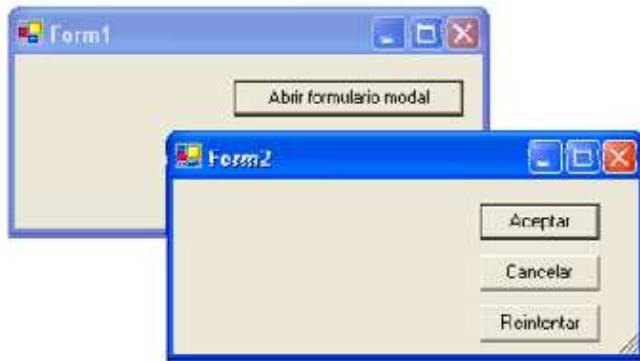 Form1
Abrir formulario modal
Form2
Aceptar
Cancelar
Reintentar